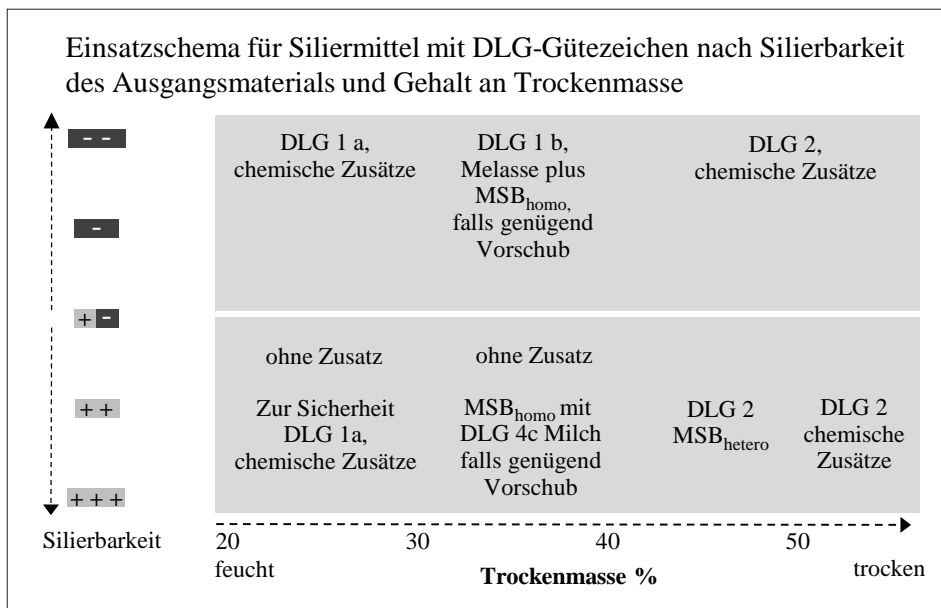 Einsatzschema für Siliermittel mit DLG-Gütezeichen nach Silierbarkeit
des Ausgangsmaterials und Gehalt an Trockenmasse
- -
-
+ -
+ +
+ + +
Silierbarkeit
DLG 1 a,
chemische Zusätze
DLG 1 b,
Melasse plus
MSBhomo,
falls genügend
Vorschub
DLG 2,
chemische Zusätze
ohne Zusatz
Zur Sicherheit
DLG 1a,
chemische Zusätze
ohne Zusatz
MSBhomo mit
DLG 4c Milch
falls genügend
Vorschub
DLG 2
MSBhetero
DLG 2
chemische
Zusätze
20 30 40 50
feucht trocken
Trockenmasse %